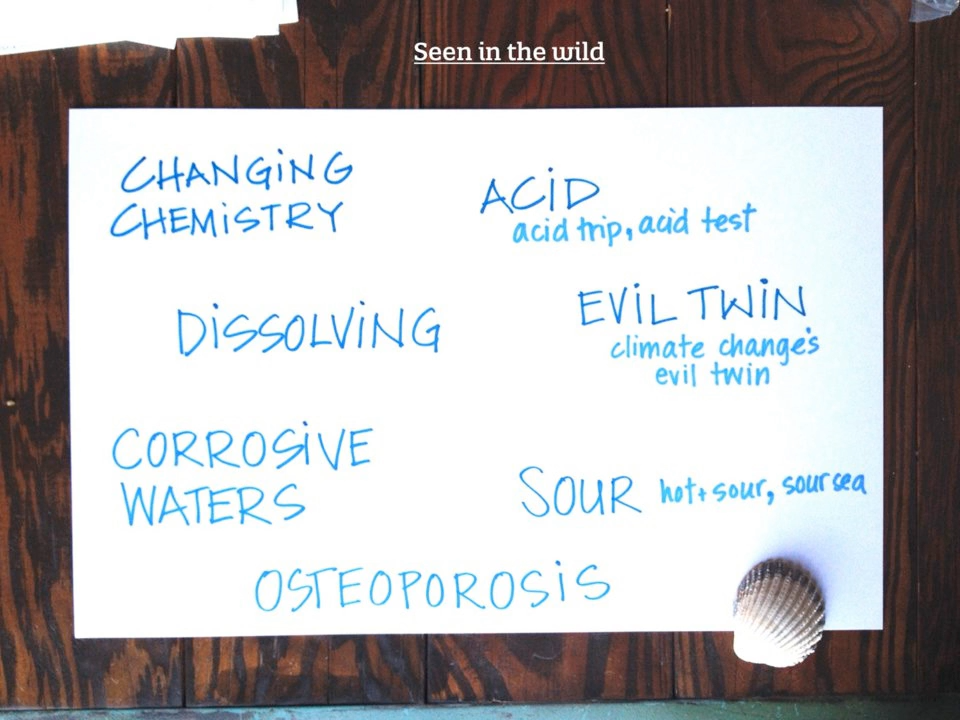 Seen in the wild
CHANGING
CHEMISTRY
ACID
acid trip, acid test
DISSOLVING
EVIL TWIN
climate change's
evil twin
CORROSIVE
WATERS
SOUR hot + sour, sour sea
OSTEOPOROSIS